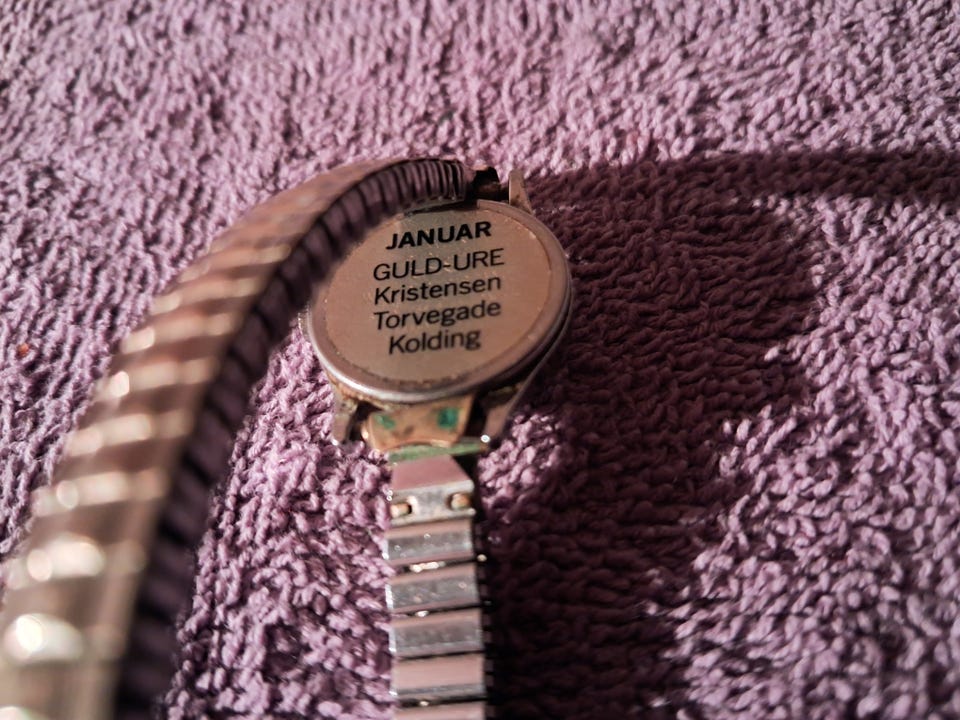 JANUAR
GULD-URE
Kristensen
Torvegade
Kolding